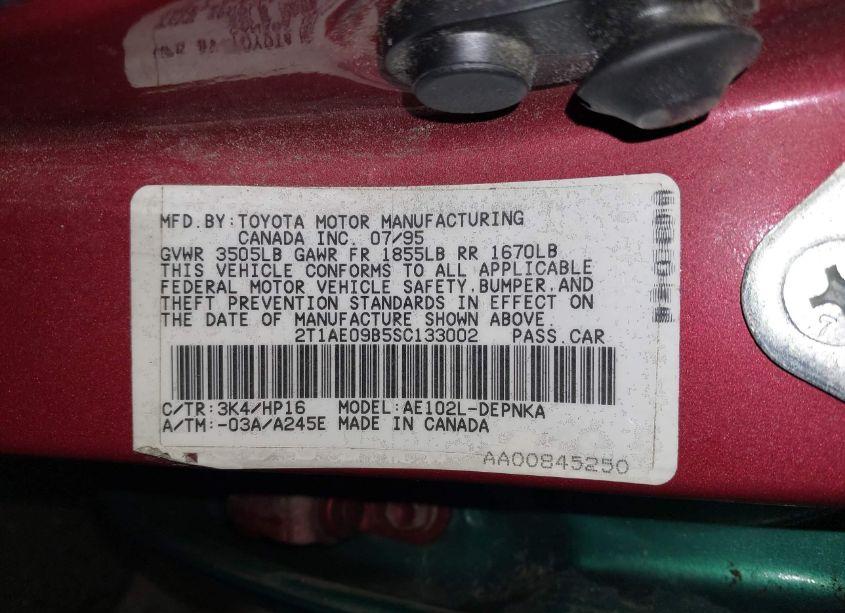 MFD.BY:TOYOTA MOTOR MANUFACTURING
CANADA INC. 07/95
GVWR 3505LB GAWR FR 1855LB RR 1670LB
THIS VEHICLE CONFORMS TO ALL APPLICABLE
FEDERAL MOTOR VEHICLE SAFETY,BUMPER,AND
THEFT PREVENTION STANDARDS IN EFFECT ON
THE DATE OF MANUFACTURE SHOWN ABOVE.
2T1AE09B5SC133002 PASS.CAR
C/TR:3K4/HP16 MODEL:AE102L-DEPNKA
A/TM:-03A/A245E MADE IN CANADA
AA00845250